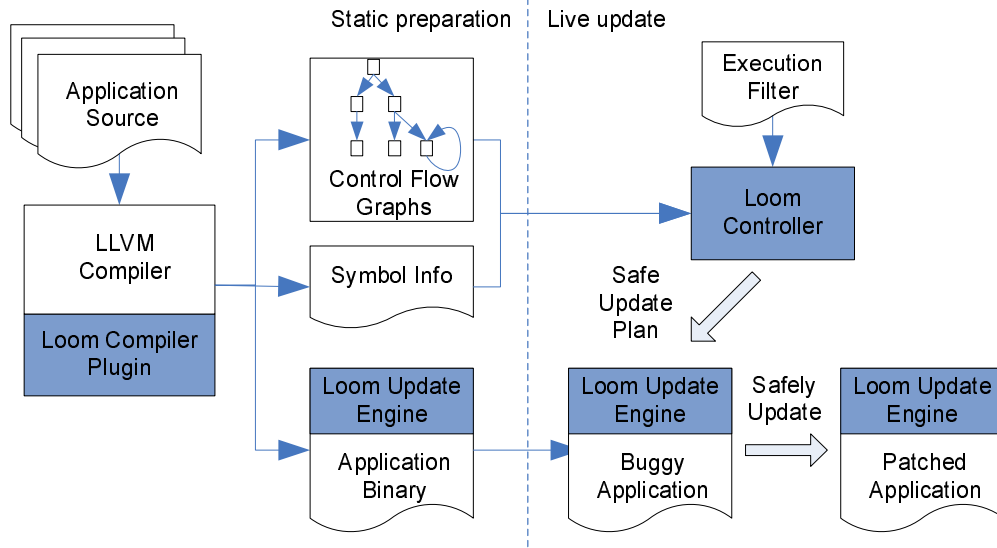 Static preparation
Live update
Application
Source
Execution
Filter
Control Flow
Graphs
Loom
Controller
LLVM
Compiler
Symbol Info
Safe
Update
Plan
Loom Compiler
Plugin
Loom Update
Engine
Application
Binary
Loom Update
Engine
Buggy
Application
Safely
Update
Loom Update
Engine
Patched
Application